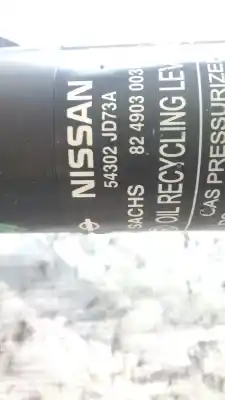 NISSAN
54302 JD73A
SACHS 82 4903 003
OIL RECYCLING LEV
GAS PRESSURIZE